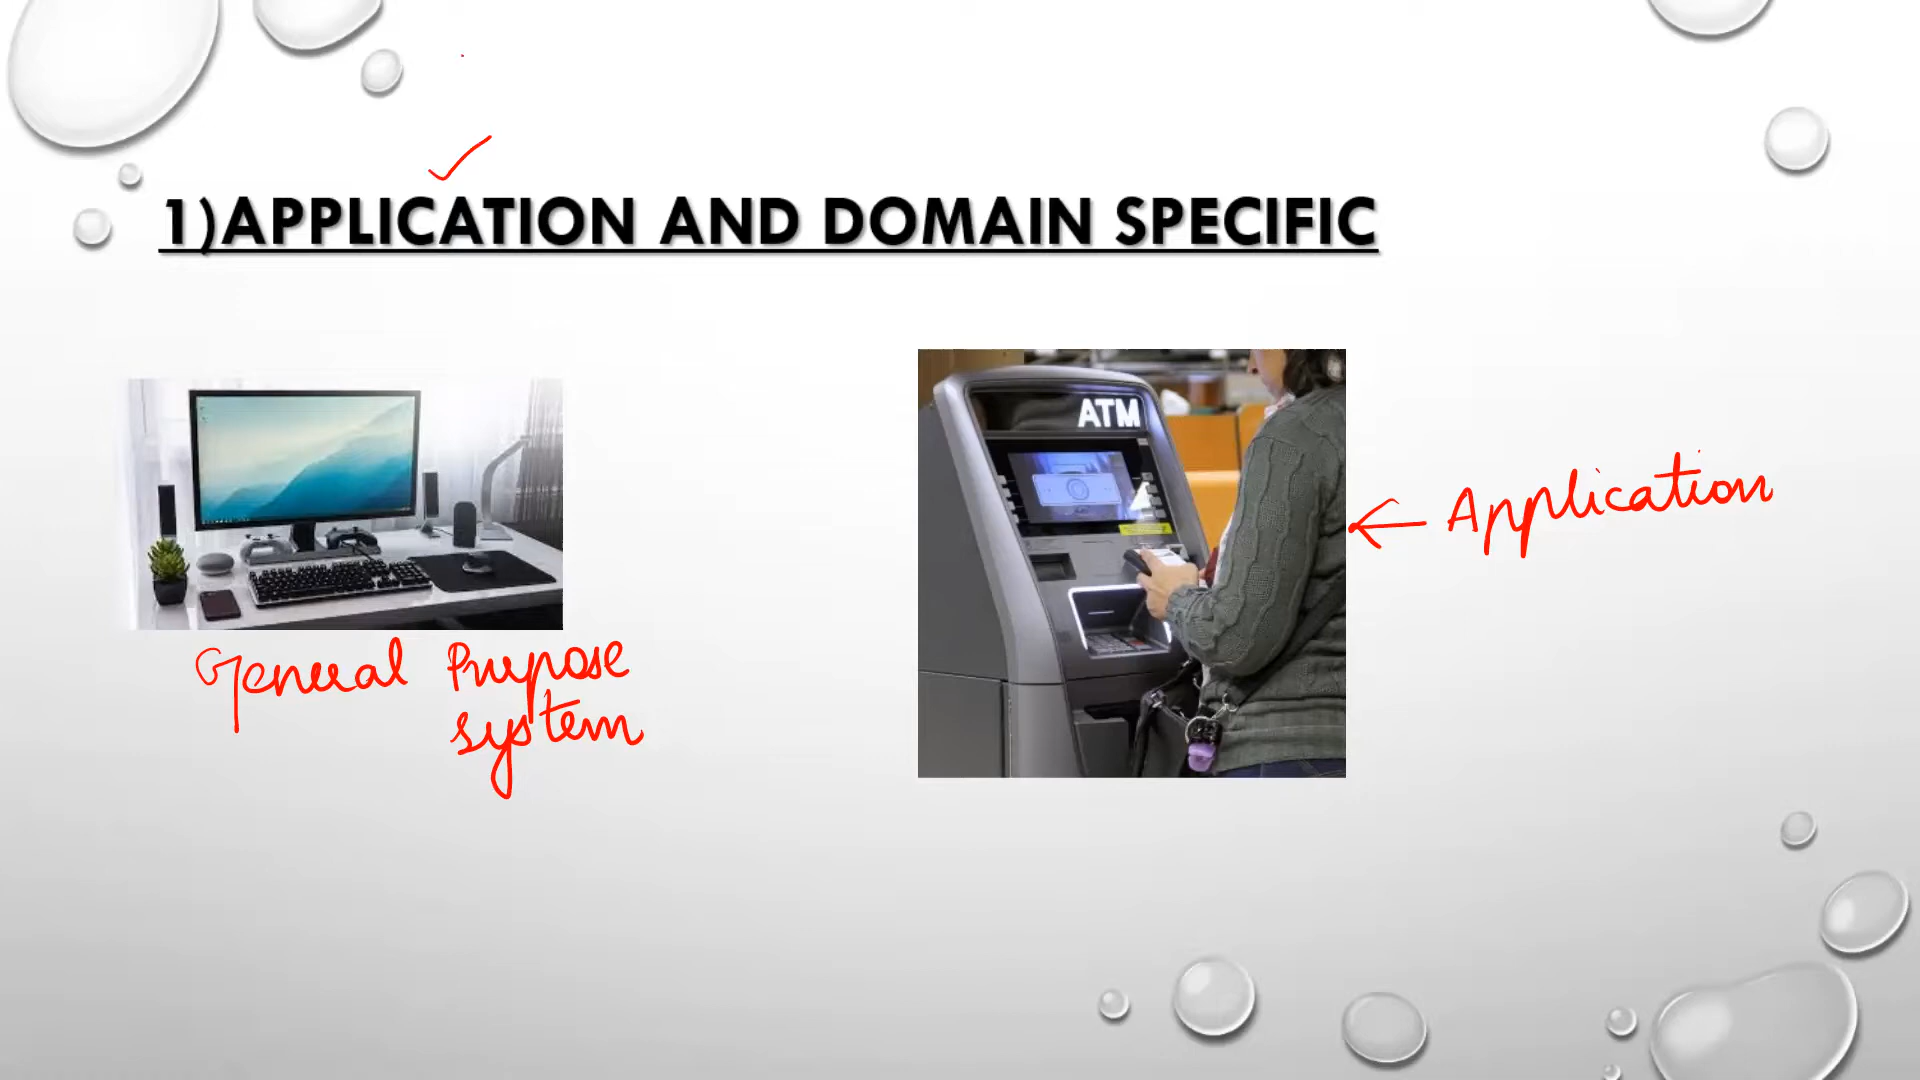 1)APPLICATION AND DOMAIN SPECIFIC
ATM
Application
General Purpose
System